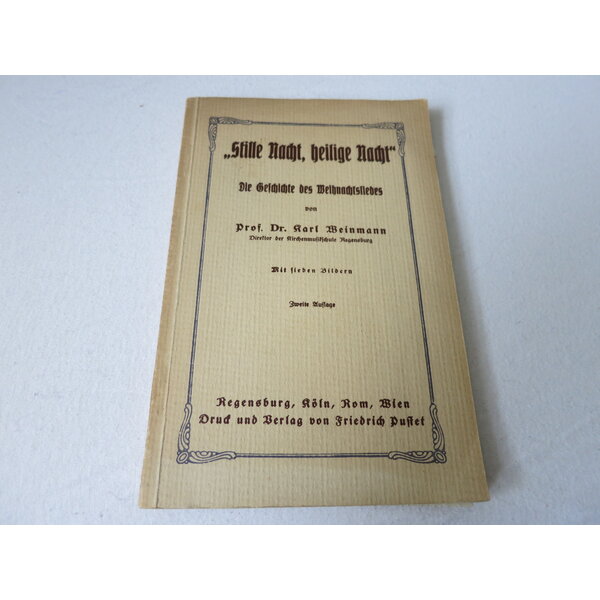 „Stille Nacht, heilige Nacht“
Die Geschichte des Weihnachtsliedes
von
Prof. Dr. Karl Weinmann
Direktor der Kirchenmusikschule Regensburg
Mit sieben Bildern
Zweite Auflage
Regensburg, Köln, Rom, Wien
Druck und Verlag von Friedrich Pustet